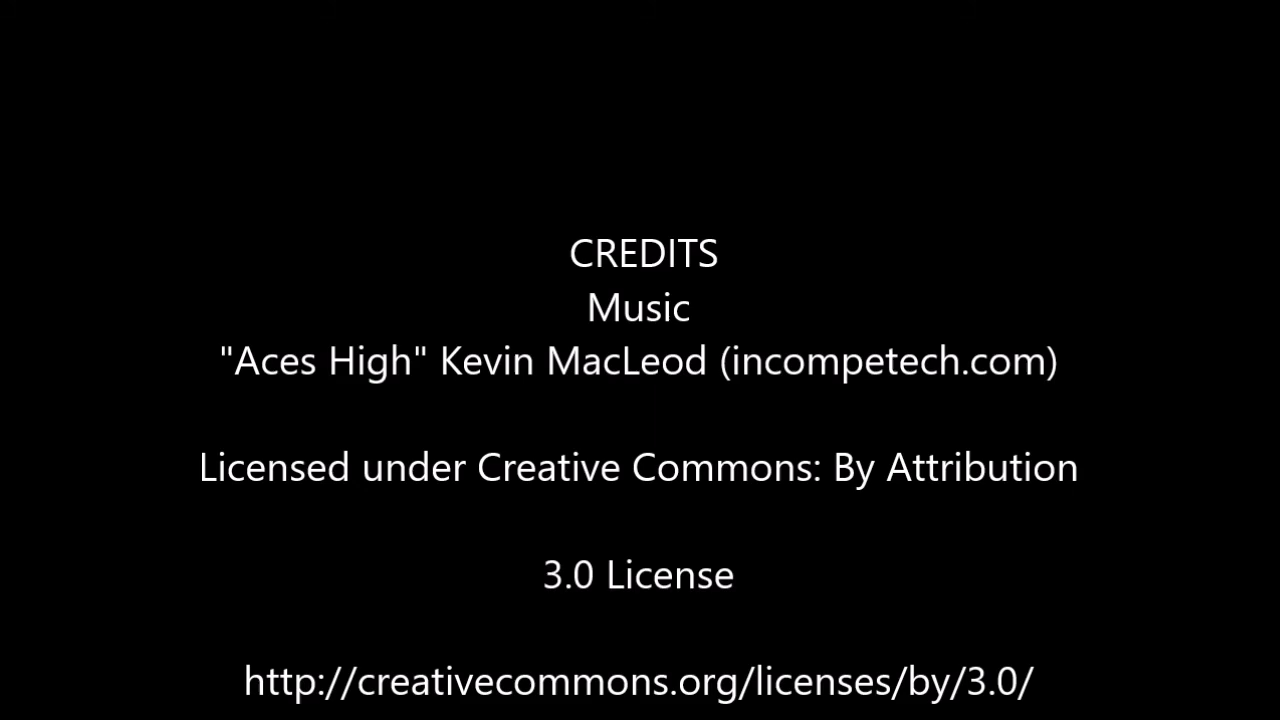 CREDITS
Music
"Aces High" Kevin MacLeod (incompetech.com)
Licensed under Creative Commons: By Attribution
3.0 License
http://creativecommons.org/licenses/by/3.0/